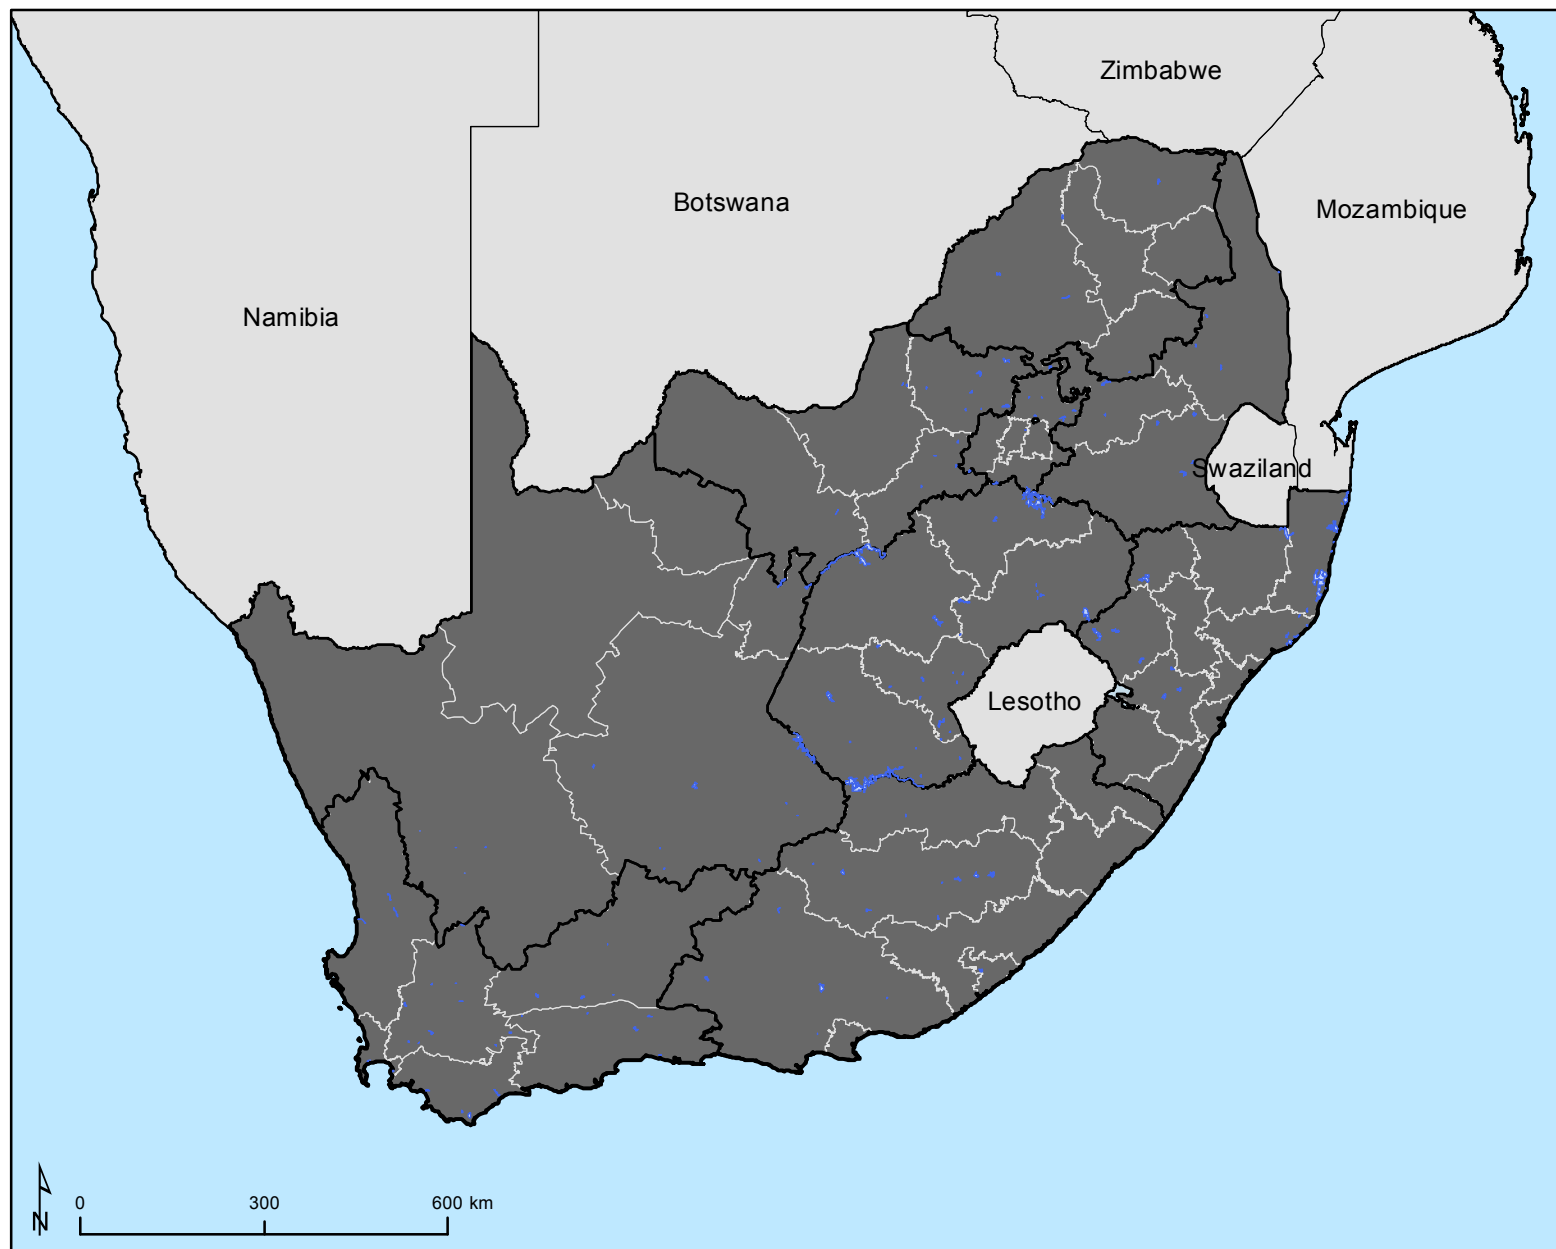 Zimbabwe
Botswana
Mozambique
Namibia
Swaziland
Lesotho
N
0 300 600 km